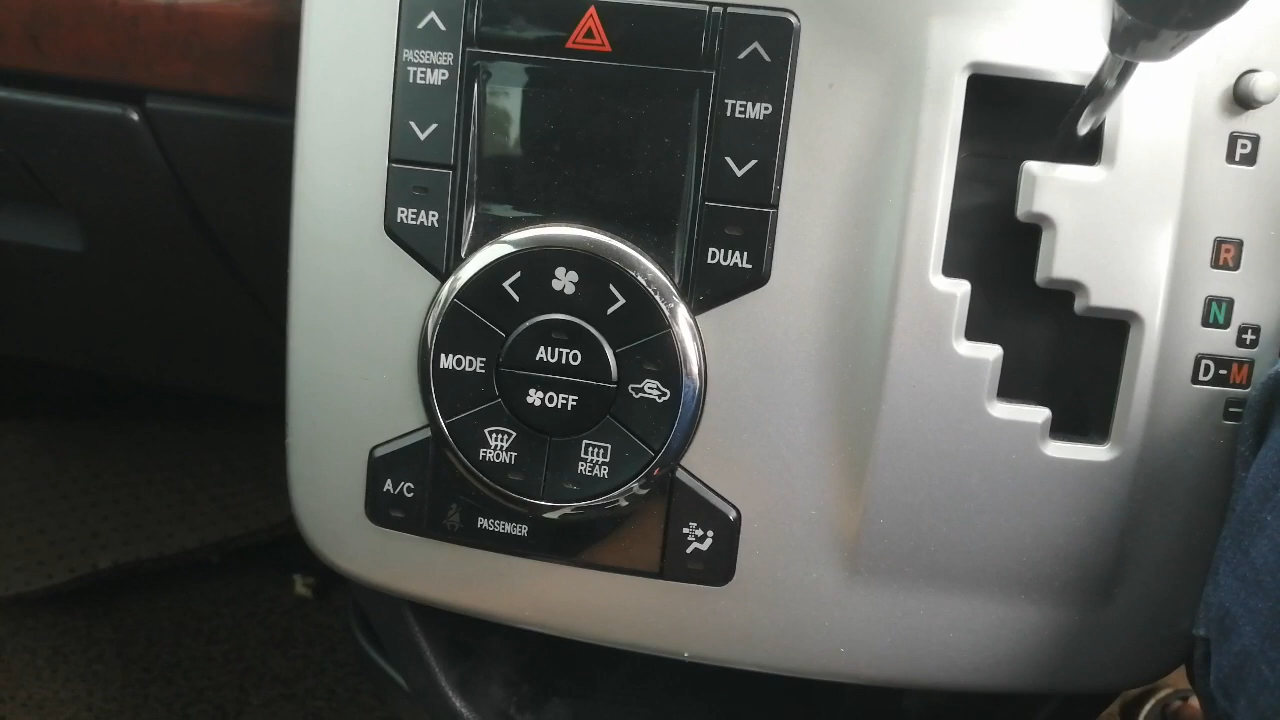 PASSENGER
TEMP
TEMP
REAR
DUAL
MODE
AUTO
OFF
FRONT
REAR
A/C
PASSENGER
P
R
N
+
D-M
-